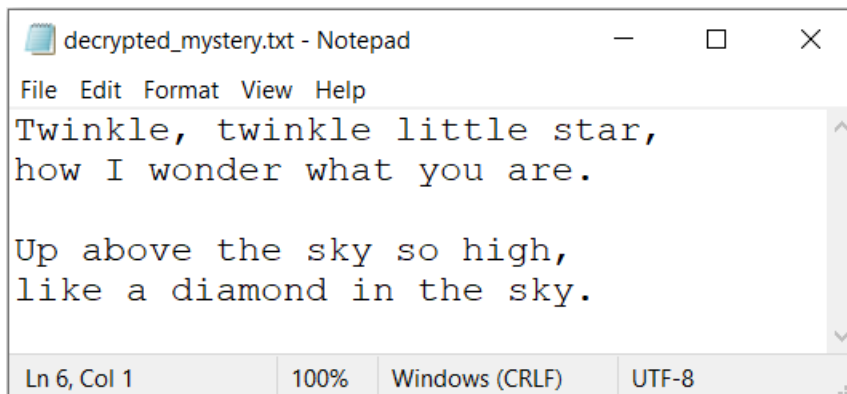 decrypted_mystery.txt - Notepad
File Edit Format View Help
Twinkle, twinkle little star,
how I wonder what you are.
Up above the sky so high,
like a diamond in the sky.
Ln 6, Col 1 100% Windows (CRLF) UTF-8